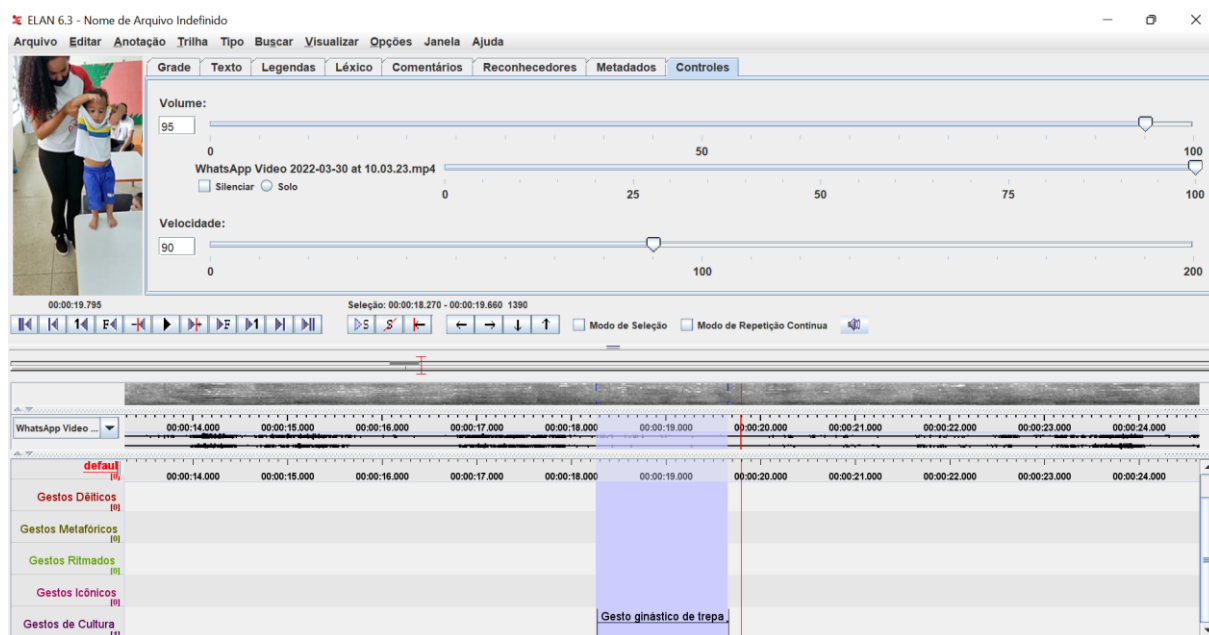 ELAN 6.3 - Nome de Arquivo Indefinido
Arquivo Editar Anotação Trilha Tipo Buscar Visualizar Opções Janela Ajuda
Grade Texto Legendas Léxico Comentários Reconhecedores Metadados Controles
Volume:
95
0 50 100
WhatsApp Video 2022-03-30 at 10.03.23.mp4
Silenciar Solo
0 25 50 75 100
Velocidade:
90
0 100 200
00:00:19.795 Seleção: 00:00:18.270 - 00:00:19.660 1390
1 F F 1 S S Modo de Seleção Modo de Repetição Contínua
WhatsApp Video ... 00:00:14.000 00:00:15.000 00:00:16.000 00:00:17.000 00:00:18.000 00:00:19.000 00:00:20.000 00:00:21.000 00:00:22.000 00:00:23.000 00:00:24.000
defaul
[0] 00:00:14.000 00:00:15.000 00:00:16.000 00:00:17.000 00:00:18.000 00:00:19.000 00:00:20.000 00:00:21.000 00:00:22.000 00:00:23.000 00:00:24.000
Gestos Dêiticos
[0]
Gestos Metafóricos
[0]
Gestos Ritmados
[0]
Gestos Icônicos
[0]
Gestos de Cultura Gesto ginástico de trepa
[1]